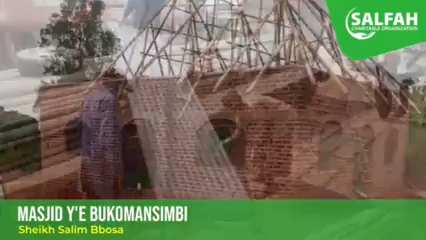 SALFAH
CHARITABLE ORGANIZATION
MASJID Y'E BUKOMANSIMBI
Sheikh Salim Bbosa